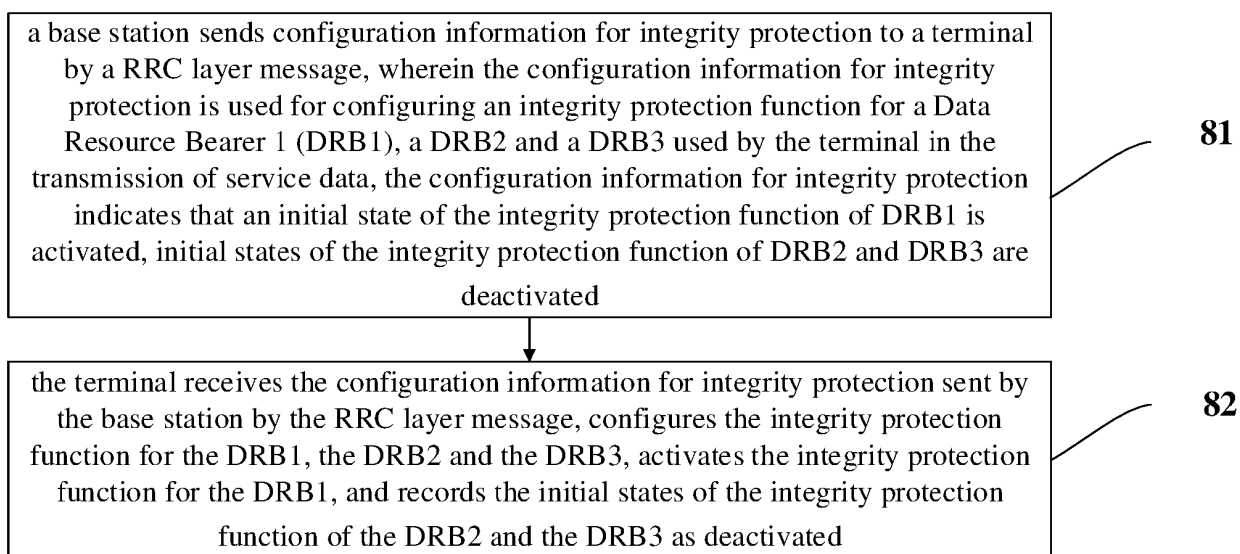 a base station sends configuration information for integrity protection to a terminal
by a RRC layer message, wherein the configuration information for integrity
protection is used for configuring an integrity protection function for a Data
Resource Bearer 1 (DRB1), a DRB2 and a DRB3 used by the terminal in the
transmission of service data, the configuration information for integrity protection
indicates that an initial state of the integrity protection function of DRB1 is
activated, initial states of the integrity protection function of DRB2 and DRB3 are
deactivated
81
the terminal receives the configuration information for integrity protection sent by
the base station by the RRC layer message, configures the integrity protection
function for the DRB1, the DRB2 and the DRB3, activates the integrity protection
function for the DRB1, and records the initial states of the integrity protection
function of the DRB2 and the DRB3 as deactivated
82